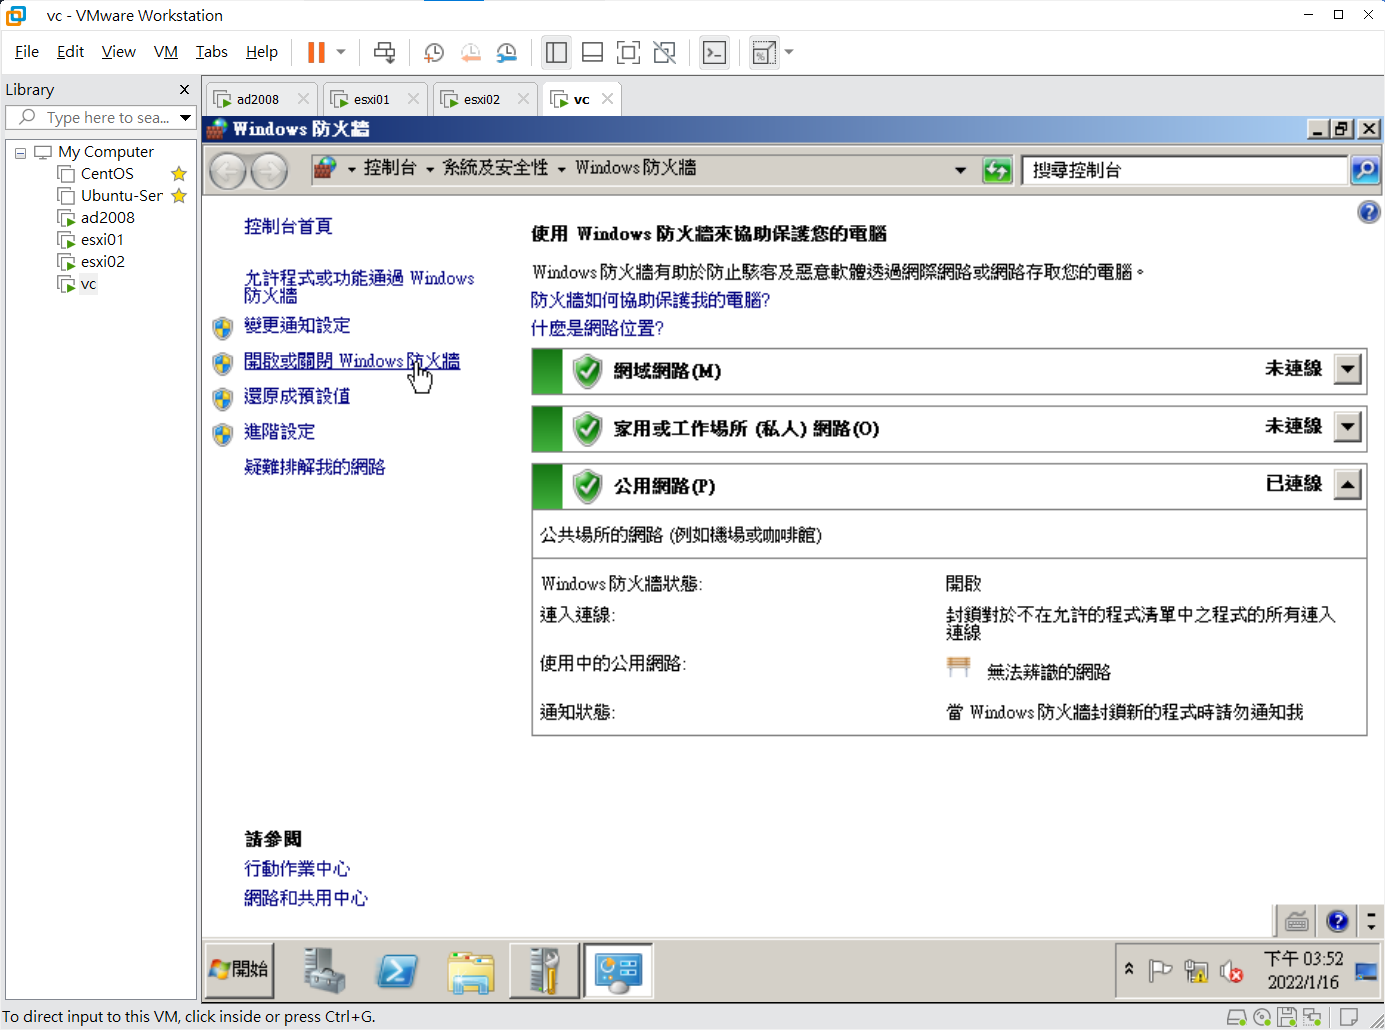 vc - VMware Workstation
File Edit View VM Tabs Help
Library
Type here to sea...
My Computer
CentOS
Ubuntu-Ser
ad2008
esxi01
esxi02
vc
ad2008 esxi01 esxi02 vc
Windows 防火牆
控制台 系統及安全性 Windows 防火牆
搜尋控制台
控制台首頁
允許程式或功能通過 Windows
防火牆
變更通知設定
開啟或關閉 Windows 防火牆
還原成預設值
進階設定
疑難排解我的網路
使用 Windows 防火牆來協助保護您的電腦
Windows 防火牆有助於防止駭客及惡意軟體透過網際網路或網路存取您的電腦。
防火牆如何協助保護我的電腦?
什麼是網路位置?
網域網路(M) 未連線
家用或工作場所 (私人) 網路(O) 未連線
公用網路(P) 已連線
公共場所的網路 (例如機場或咖啡館)
Windows 防火牆狀態: 開啟
連入連線: 封鎖對於不在允許的程式清單中之程式的所有連入
連線
使用中的公用網路: 無法辨識的網路
通知狀態: 當 Windows 防火牆封鎖新的程式時請勿通知我
請參閱
行動作業中心
網路和共用中心
開始
下午 03:52
2022/1/16
To direct input to this VM, click inside or press Ctrl+G.